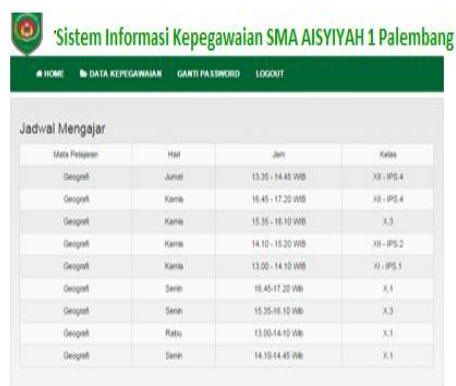 'Sistem Informasi Kepegawaian SMA AISYIYAH 1 Palembang
HOME DATA KEPEGAWAIAN GANTI PASSWORD LOGOUT
Jadwal Mengajar
Mata Pelajaran Hari Jam Kelas
Geografi Jumat 13.35 - 14.45 WIB XII - IPS.4
Geografi Kamis 16.45 - 17.20 WIB XII - IPS.4
Geografi Kamis 15.35 - 16.10 WIB X.3
Geografi Kamis 14.10 - 15.20 WIB XII - IPS.2
Geografi Kamis 13.00 - 14.10 WIB XI - IPS.1
Geografi Senin 16.45-17.20 Wib X.1
Geografi Senin 15.35-16.10 Wib X.3
Geografi Rabu 13.00-14-10 Wib X.1
Geografi Senin 14.10-14.45 Wib X.1